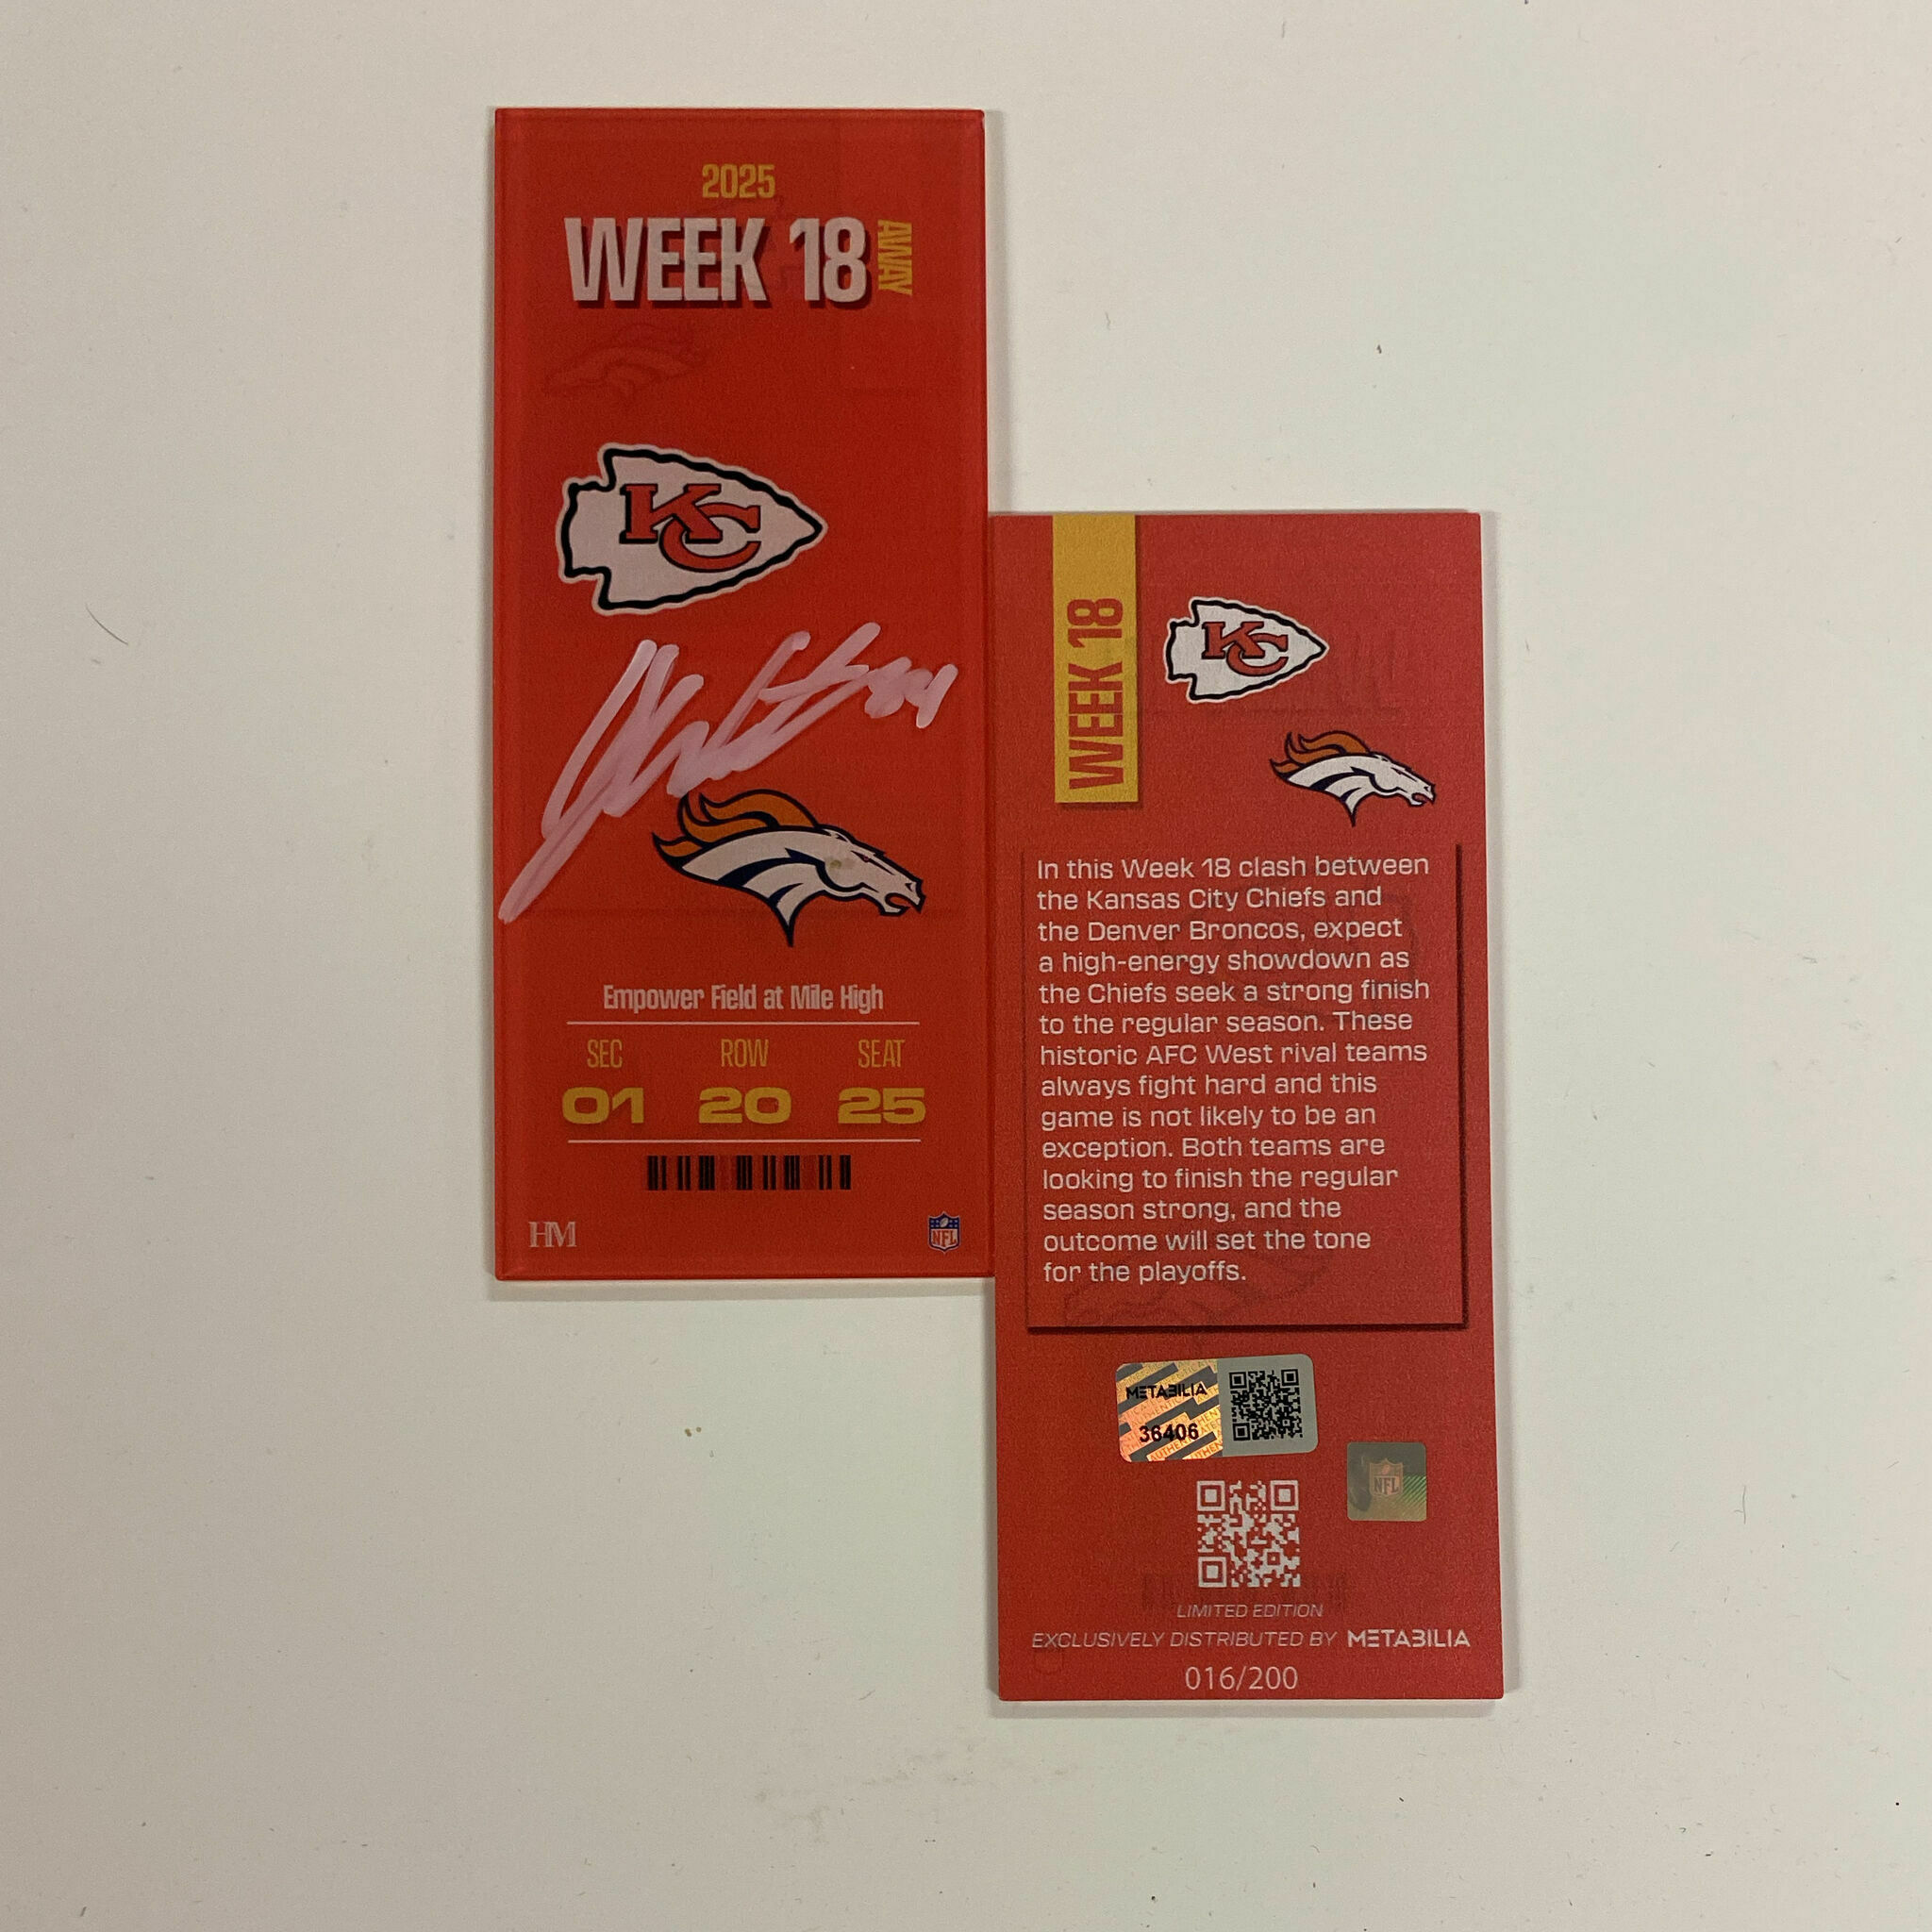 2025
WEEK 18
AWAY
KC
Empower Field at Mile High
SEC ROW SEAT
01 20 25
HM
NFL
WEEK 18
KC
In this Week 18 clash between
the Kansas City Chiefs and
the Denver Broncos, expect
a high-energy showdown as
the Chiefs seek a strong finish
to the regular season. These
historic AFC West rival teams
always fight hard and this
game is not likely to be an
exception. Both teams are
looking to finish the regular
season strong, and the
outcome will set the tone
for the playoffs.
METABILIA
36406
NFL
LIMITED EDITION
EXCLUSIVELY DISTRIBUTED BY METABILIA
016/200